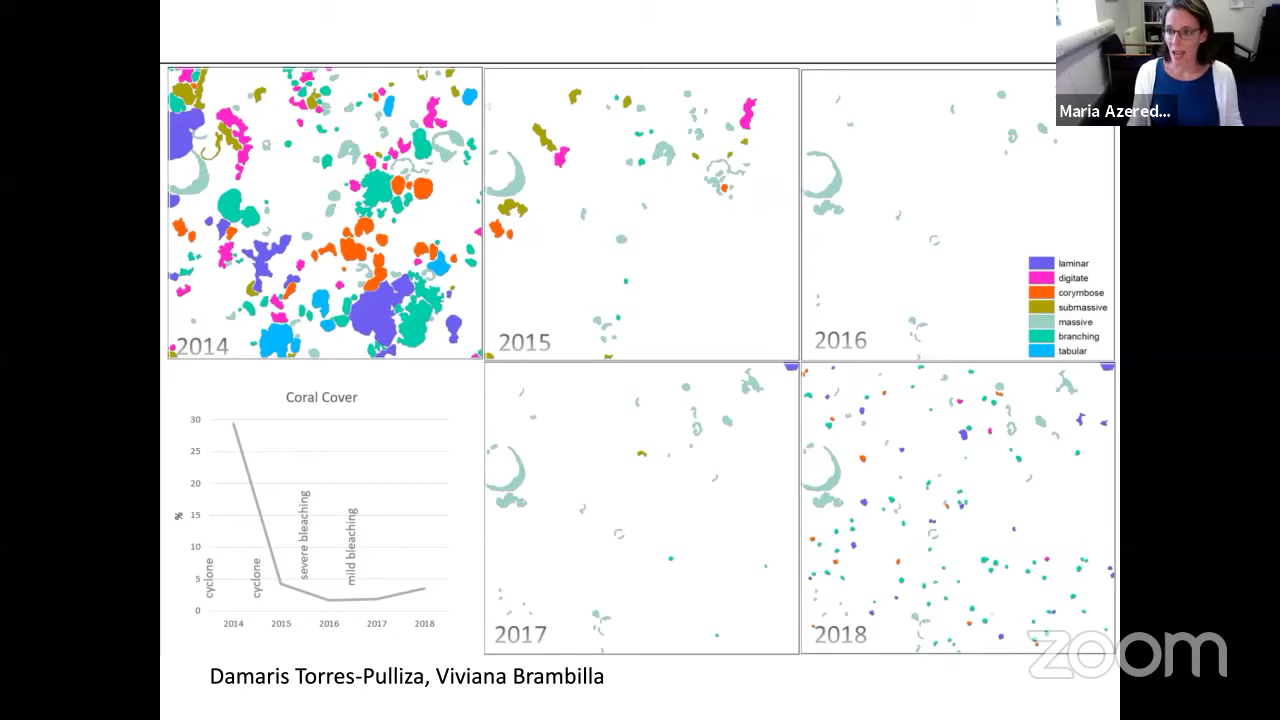 Maria Azered...
2014
2015
2016
laminar
digitate
corymbose
submassive
massive
branching
tabular
Coral Cover
30
25
20
15
10
5
0
%
cyclone
cyclone
severe bleaching
mild bleaching
2014
2015
2016
2017
2018
2017
2018
zoom
Damaris Torres-Pulliza, Viviana Brambilla